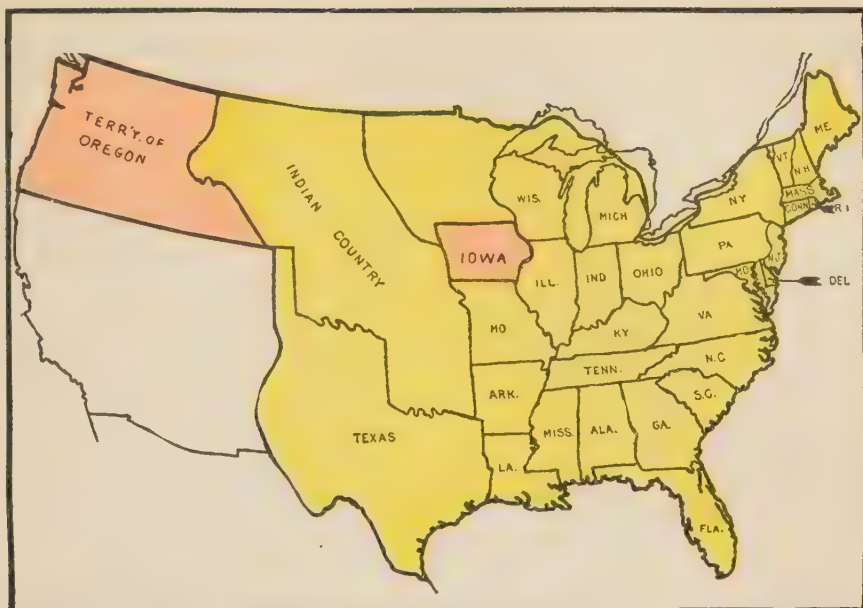 TERR'Y. OF
OREGON
INDIAN
COUNTRY
IOWA
WIS.
MICH
ILL.
IND
OHIO
MO
KY
TENN.
ARK.
LA.
MISS.
ALA.
GA.
FLA.
S.C.
N.C
VA
PA
NY
N.J.
MD.
DEL
ME
VT
N.H
MASS
CONN
R I
TEXAS